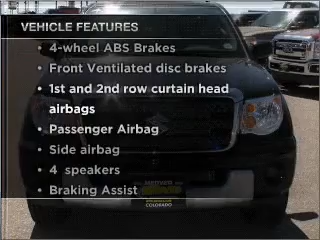 VEHICLE FEATURES
• 4-wheel ABS Brakes
• Front Ventilated disc brakes
• 1st and 2nd row curtain head
airbags
• Passenger Airbag
• Side airbag
• 4 speakers
• Braking Assist
COLORADO